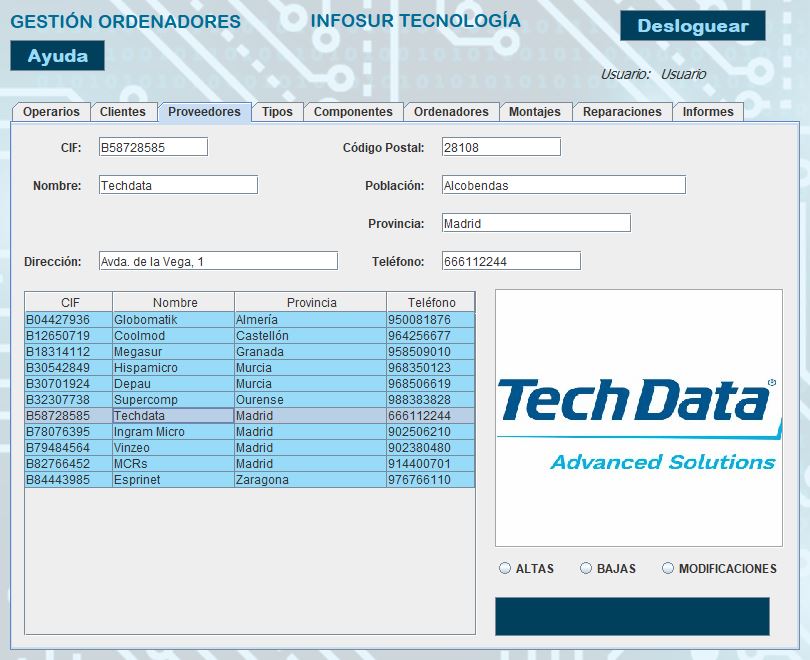 GESTIÓN ORDENADORES INFOSUR TECNOLOGÍA Desloguear
Ayuda
Usuario: Usuario
Operarios Clientes Proveedores Tipos Componentes Ordenadores Montajes Reparaciones Informes
CIF: B58728585 Código Postal: 28108
Nombre: Techdata Población: Alcobendas
Provincia: Madrid
Dirección: Avda. de la Vega, 1 Teléfono: 666112244
CIF Nombre Provincia Teléfono
B04427936 Globomatik Almería 950081876
B12650719 Coolmod Castellón 964256677
B18314112 Megasur Granada 958509010
B30542849 Hispamicro Murcia 968350123
B30701924 Depau Murcia 968506619
B32307738 Supercomp Ourense 988383828
B58728585 Techdata Madrid 666112244
B78076395 Ingram Micro Madrid 902506210
B79484564 Vinzeo Madrid 902380480
B82766452 MCRs Madrid 914400701
B84443985 Esprinet Zaragona 976766110
Tech Data®
Advanced Solutions
ALTAS BAJAS MODIFICACIONES